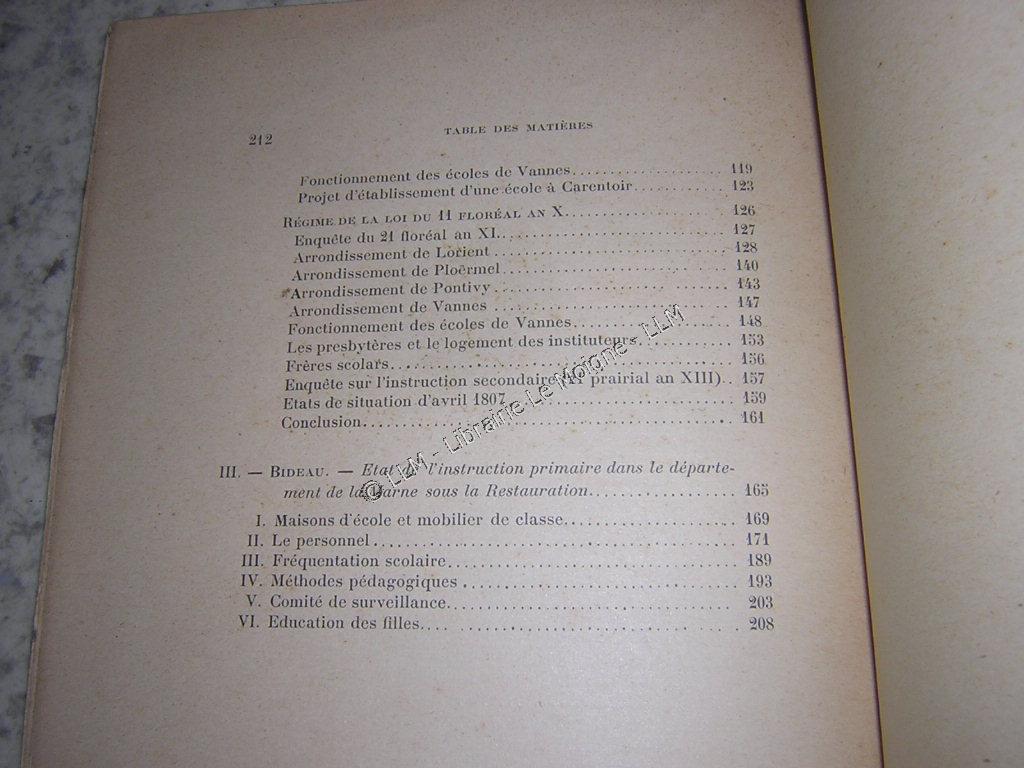 212 TABLE DES MATIÈRES
Fonctionnement des écoles de Vannes. . . . . . . . . . . . . . . . . . . . 119
Projet d'établissement d'une école à Carentoir. . . . . . . . . . . . 123
RÉGIME DE LA LOI DU 11 FLORÉAL AN X. . . . . . . . . . . . . . . . . . . . 126
Enquête du 21 floréal an XI. . . . . . . . . . . . . . . . . . . . . . . . . . . . 127
Arrondissement de Lorient . . . . . . . . . . . . . . . . . . . . . . . . . . . . 128
Arrondissement de Ploërmel. . . . . . . . . . . . . . . . . . . . . . . . . . . 140
Arrondissement de Pontivy. . . . . . . . . . . . . . . . . . . . . . . . . . . . 143
Arrondissement de Vannes . . . . . . . . . . . . . . . . . . . . . . . . . . . . 147
Fonctionnement des écoles de Vannes. . . . . . . . . . . . . . . . . . . . 148
Les presbytères et le logement des instituteurs. . . . . . . . . . . . 153
Frères scolars. . . . . . . . . . . . . . . . . . . . . . . . . . . . . . . . . . . . . . 156
Enquête sur l'instruction secondaire prairial an XIII). . 157
Etats de situation d'avril 1807. . . . . . . . . . . . . . . . . . . . . . . . . 159
Conclusion. . . . . . . . . . . . . . . . . . . . . . . . . . . . . . . . . . . . . . . . 161
III. — BIDEAU. — Etat de l'instruction primaire dans le départe-
ment de la Marne sous la Restauration. . . . . . . . . . . . . . . . . . 165
I. Maisons d'école et mobilier de classe. . . . . . . . . . . . . . . . . . . 169
II. Le personnel . . . . . . . . . . . . . . . . . . . . . . . . . . . . . . . . . . . . . 171
III. Fréquentation scolaire. . . . . . . . . . . . . . . . . . . . . . . . . . . . . . 189
IV. Méthodes pédagogiques . . . . . . . . . . . . . . . . . . . . . . . . . . . . . 193
V. Comité de surveillance. . . . . . . . . . . . . . . . . . . . . . . . . . . . . . 203
VI. Education des filles. . . . . . . . . . . . . . . . . . . . . . . . . . . . . . . . 208
© LLM - Librairie Le Moigne - LLM